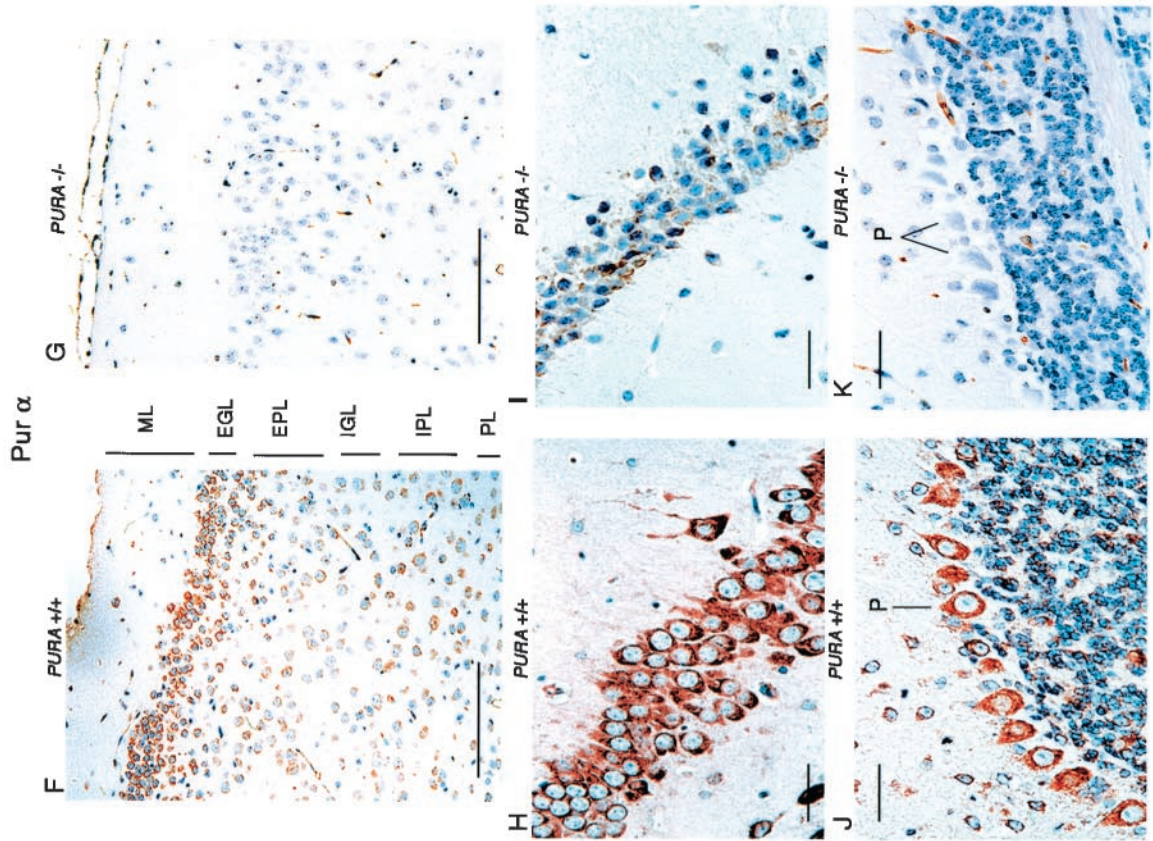 Pur α
F
PURA +/+
G
PURA -/-
ML
EGL
EPL
IGL
IPL
PL
H
PURA +/+
I
PURA -/-
J
PURA +/+
P
K
PURA -/-
P